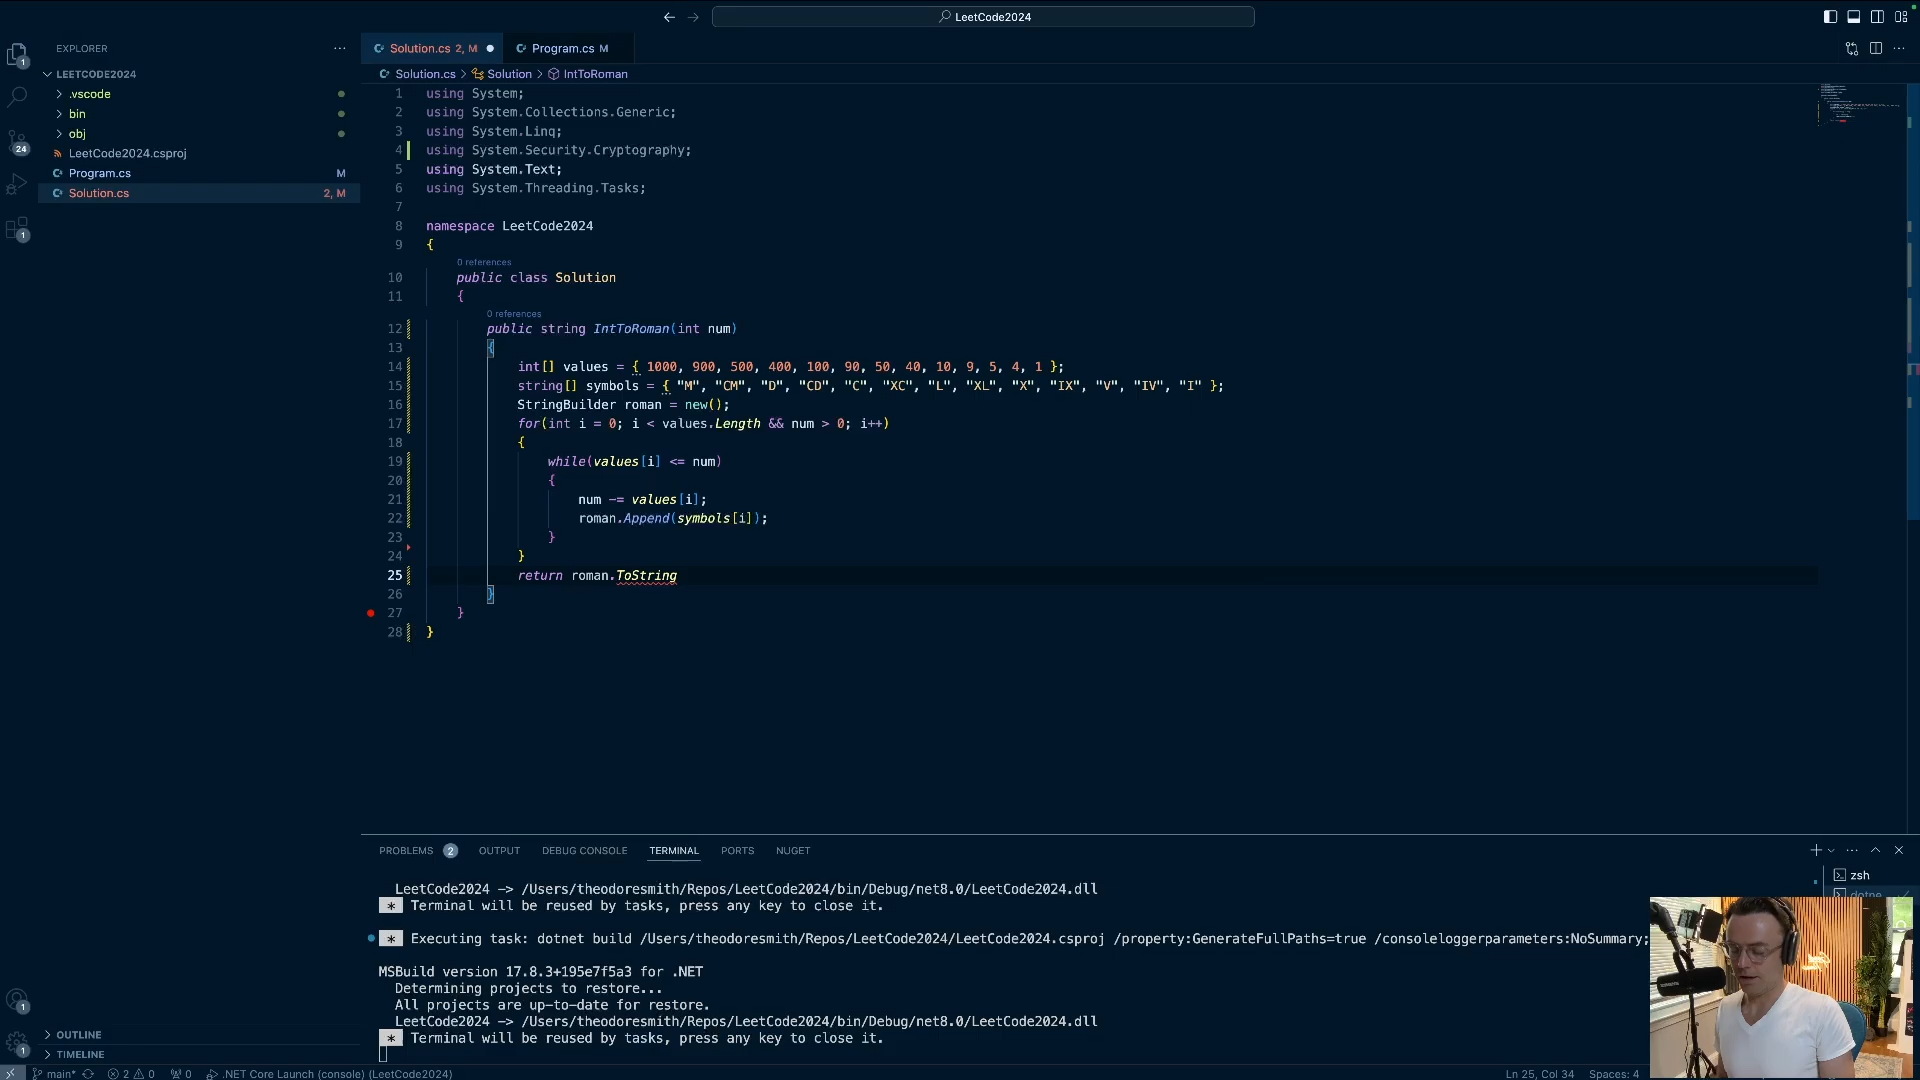 LeetCode2024
EXPLORER
Solution.cs 2, M
Program.cs M
LEETCODE2024
.vscode
bin
obj
LeetCode2024.csproj
Program.cs M
Solution.cs 2, M
1
24
1
1
1
OUTLINE
TIMELINE
Solution.cs > Solution > IntToRoman
1 using System;
2 using System.Collections.Generic;
3 using System.Linq;
4 using System.Security.Cryptography;
5 using System.Text;
6 using System.Threading.Tasks;
7
8 namespace LeetCode2024
9 {
0 references
10 public class Solution
11 {
0 references
12 public string IntToRoman(int num)
13 {
14 int[] values = { 1000, 900, 500, 400, 100, 90, 50, 40, 10, 9, 5, 4, 1 };
15 string[] symbols = { "M", "CM", "D", "CD", "C", "XC", "L", "XL", "X", "IX", "V", "IV", "I" };
16 StringBuilder roman = new();
17 for(int i = 0; i < values.Length && num > 0; i++)
18 {
19 while(values[i] <= num)
20 {
21 num -= values[i];
22 roman.Append(symbols[i]);
23 }
24 }
25 return roman.ToString
26 }
27 }
28 }
PROBLEMS 2 OUTPUT DEBUG CONSOLE TERMINAL PORTS NUGET
zsh
LeetCode2024 -> /Users/theodoresmith/Repos/LeetCode2024/bin/Debug/net8.0/LeetCode2024.dll
* Terminal will be reused by tasks, press any key to close it.
* Executing task: dotnet build /Users/theodoresmith/Repos/LeetCode2024/LeetCode2024.csproj /property:GenerateFullPaths=true /consoleloggerparameters:NoSummary;
MSBuild version 17.8.3+195e7f5a3 for .NET
Determining projects to restore...
All projects are up-to-date for restore.
LeetCode2024 -> /Users/theodoresmith/Repos/LeetCode2024/bin/Debug/net8.0/LeetCode2024.dll
* Terminal will be reused by tasks, press any key to close it.
main* 2 0 0 .NET Core Launch (console) (LeetCode2024) Ln 25, Col 34 Spaces: 4